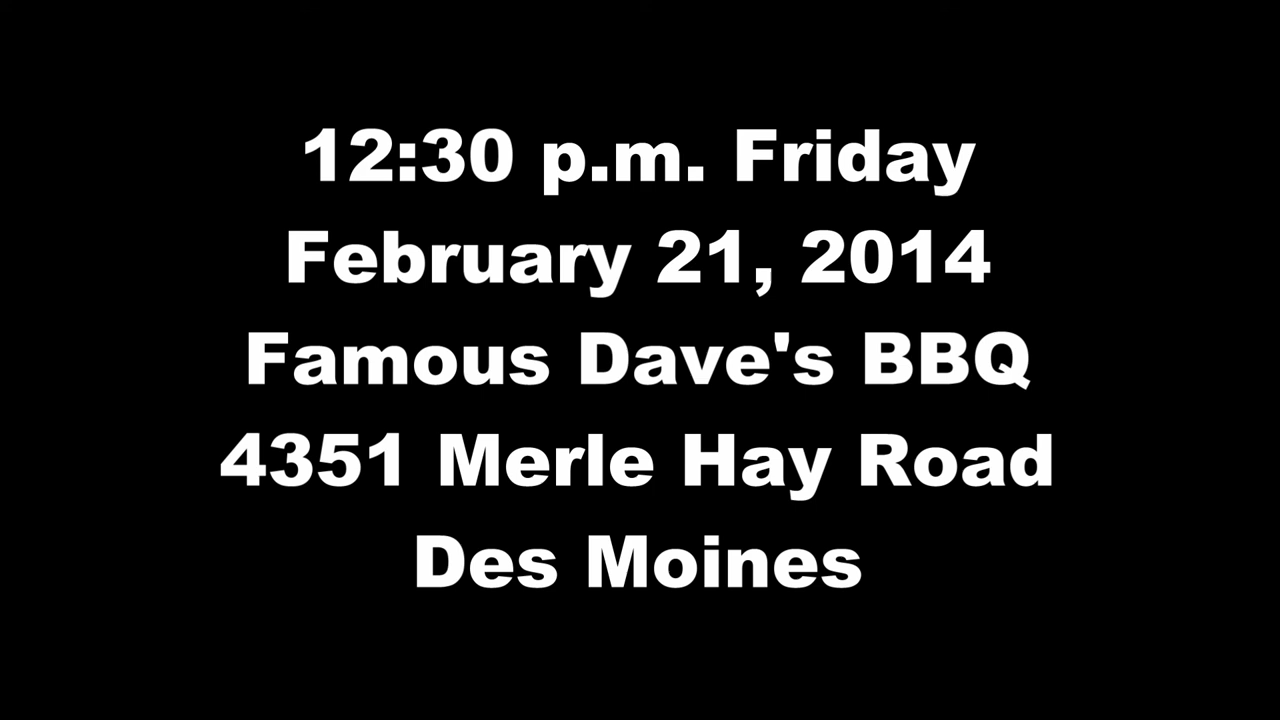 12:30 p.m. Friday
February 21, 2014
Famous Dave's BBQ
4351 Merle Hay Road
Des Moines